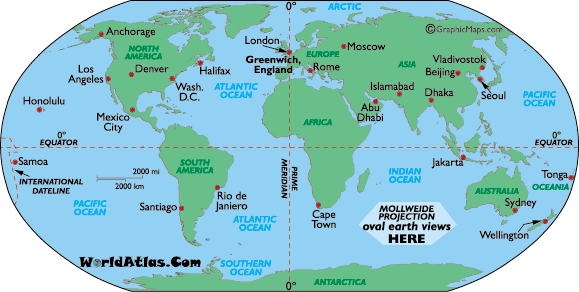 0°
ARCTIC
©GraphicMaps.com
Anchorage
NORTH
AMERICA
London
Greenwich,
England
EUROPE
Moscow
ASIA
Vladivostok
Beijing
Los
Angeles
Denver
Halifax
Rome
Islamabad
Wash.
D.C.
ATLANTIC
OCEAN
Dhaka
Seoul
PACIFIC
OCEAN
Honolulu
Mexico
City
Abu
Dhabi
AFRICA
0°
EQUATOR
0°
EQUATOR
Samoa
INTERNATIONAL
DATELINE
2000 mi
2000 km
SOUTH
AMERICA
PRIME
MERIDIAN
INDIAN
OCEAN
Jakarta
Tonga
OCEANIA
AUSTRALIA
Sydney
PACIFIC
OCEAN
Santiago
Rio de
Janiero
ATLANTIC
OCEAN
Cape
Town
MOLLWEIDE
PROJECTION
oval earth views
HERE
Wellington
WorldAtlas.Com
SOUTHERN
OCEAN
ANTARCTICA
0°